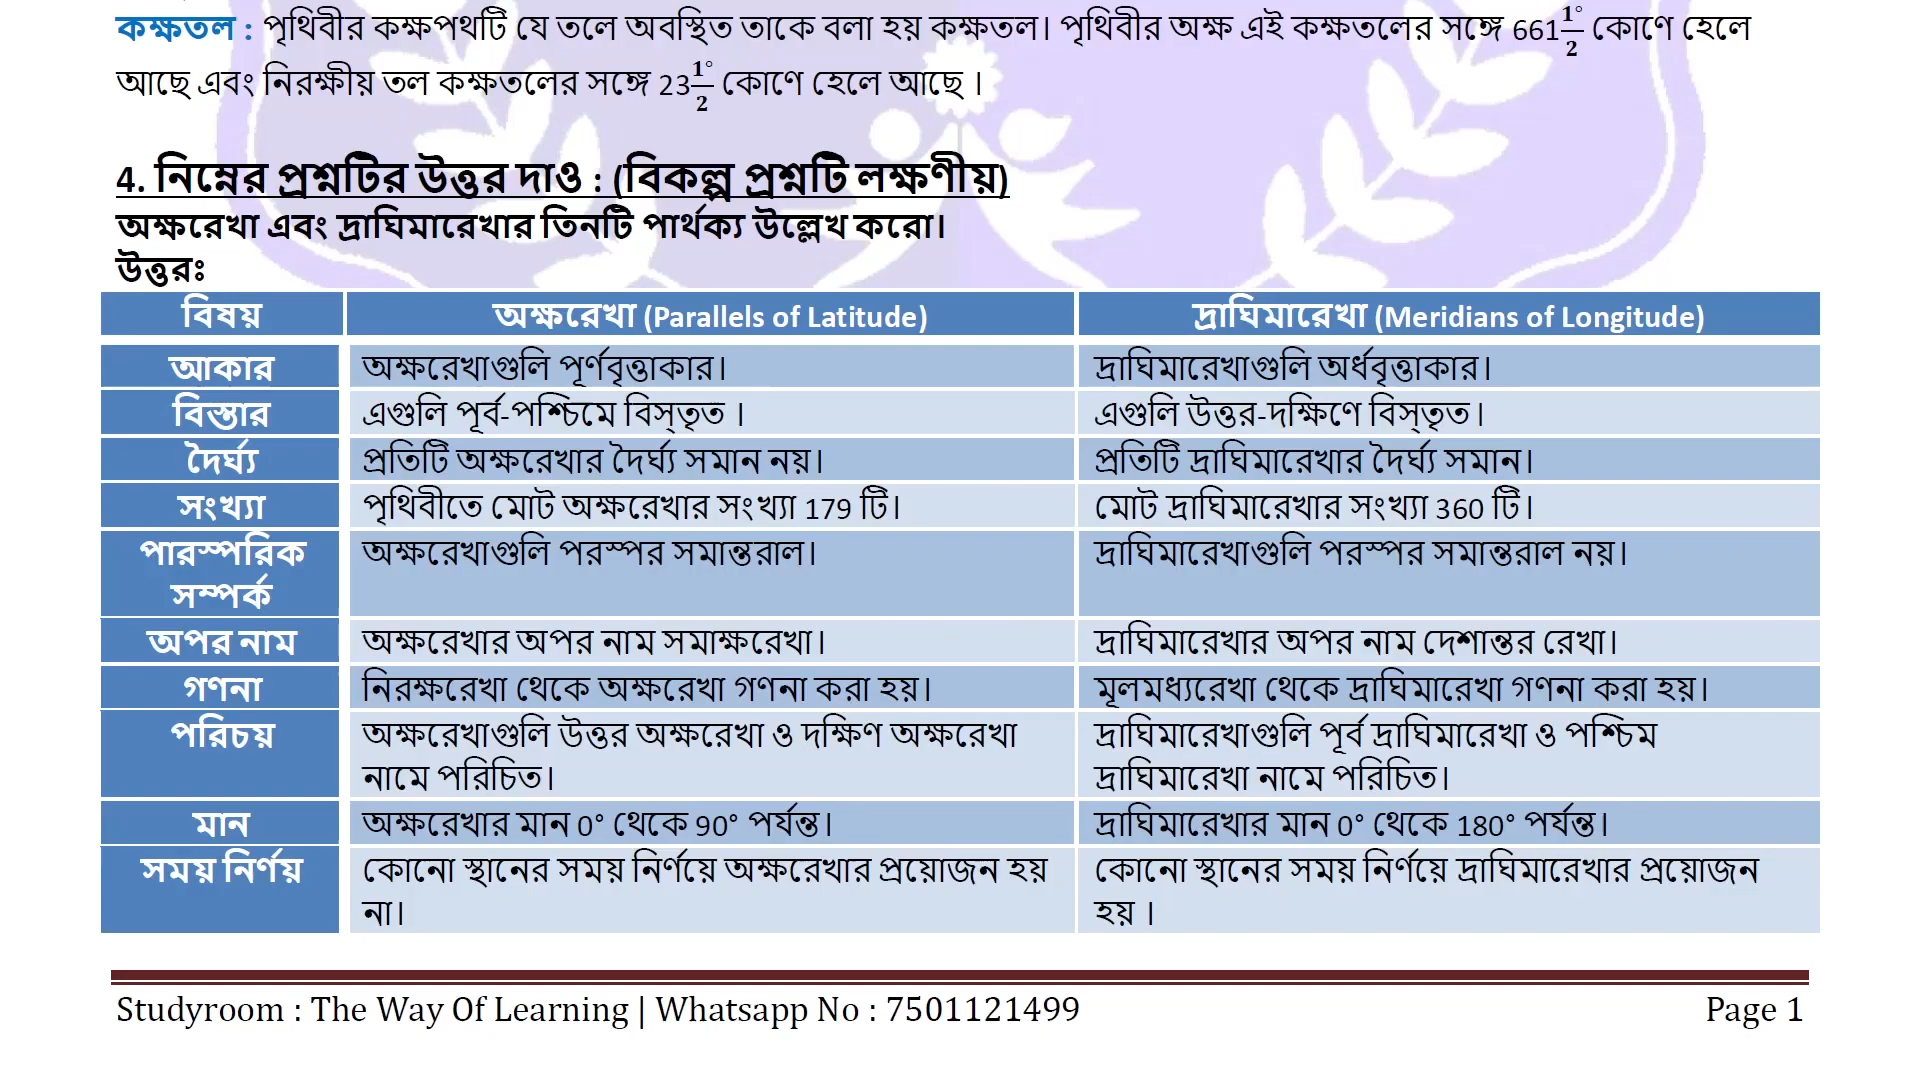 কক্ষতল : পৃথিবীর কক্ষপথটি যে তলে অবস্থিত তাকে বলা হয় কক্ষতল। পৃথিবীর অক্ষ এই কক্ষতলের সঙ্গে 661 1°/2 কোণে হেলে
আছে এবং নিরক্ষীয় তল কক্ষতলের সঙ্গে 23 1°/2 কোণে হেলে আছে ।
4. নিম্নের প্রশ্নটির উত্তর দাও : (বিকল্প প্রশ্নটি লক্ষণীয়)
অক্ষরেখা এবং দ্রাঘিমারেখার তিনটি পার্থক্য উল্লেখ করো।
উত্তরঃ
বিষয় অক্ষরেখা (Parallels of Latitude) দ্রাঘিমারেখা (Meridians of Longitude)
আকার অক্ষরেখাগুলি পূর্ণবৃত্তাকার। দ্রাঘিমারেখাগুলি অর্ধবৃত্তাকার।
বিস্তার এগুলি পূর্ব-পশ্চিমে বিস্তৃত । এগুলি উত্তর-দক্ষিণে বিস্তৃত।
দৈর্ঘ্য প্রতিটি অক্ষরেখার দৈর্ঘ্য সমান নয়। প্রতিটি দ্রাঘিমারেখার দৈর্ঘ্য সমান।
সংখ্যা পৃথিবীতে মোট অক্ষরেখার সংখ্যা 179 টি। মোট দ্রাঘিমারেখার সংখ্যা 360 টি।
পারস্পরিক অক্ষরেখাগুলি পরস্পর সমান্তরাল। দ্রাঘিমারেখাগুলি পরস্পর সমান্তরাল নয়।
সম্পর্ক
অপর নাম অক্ষরেখার অপর নাম সমাক্ষরেখা। দ্রাঘিমারেখার অপর নাম দেশান্তর রেখা।
গণনা নিরক্ষরেখা থেকে অক্ষরেখা গণনা করা হয়। মূলমধ্যরেখা থেকে দ্রাঘিমারেখা গণনা করা হয়।
পরিচয় অক্ষরেখাগুলি উত্তর অক্ষরেখা ও দক্ষিণ অক্ষরেখা দ্রাঘিমারেখাগুলি পূর্ব দ্রাঘিমারেখা ও পশ্চিম
নামে পরিচিত। দ্রাঘিমারেখা নামে পরিচিত।
মান অক্ষরেখার মান 0° থেকে 90° পর্যন্ত। দ্রাঘিমারেখার মান 0° থেকে 180° পর্যন্ত।
সময় নির্ণয় কোনো স্থানের সময় নির্ণয়ে অক্ষরেখার প্রয়োজন হয় কোনো স্থানের সময় নির্ণয়ে দ্রাঘিমারেখার প্রয়োজন
না। হয় ।
Studyroom : The Way Of Learning | Whatsapp No : 7501121499 Page 1